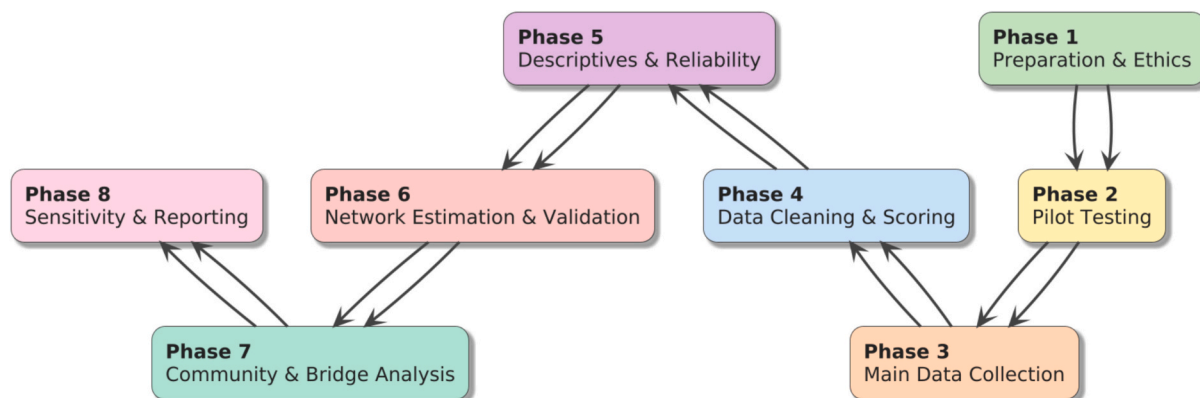 Phase 5
Descriptives & Reliability
Phase 1
Preparation & Ethics
Phase 8
Sensitivity & Reporting
Phase 6
Network Estimation & Validation
Phase 4
Data Cleaning & Scoring
Phase 2
Pilot Testing
Phase 7
Community & Bridge Analysis
Phase 3
Main Data Collection